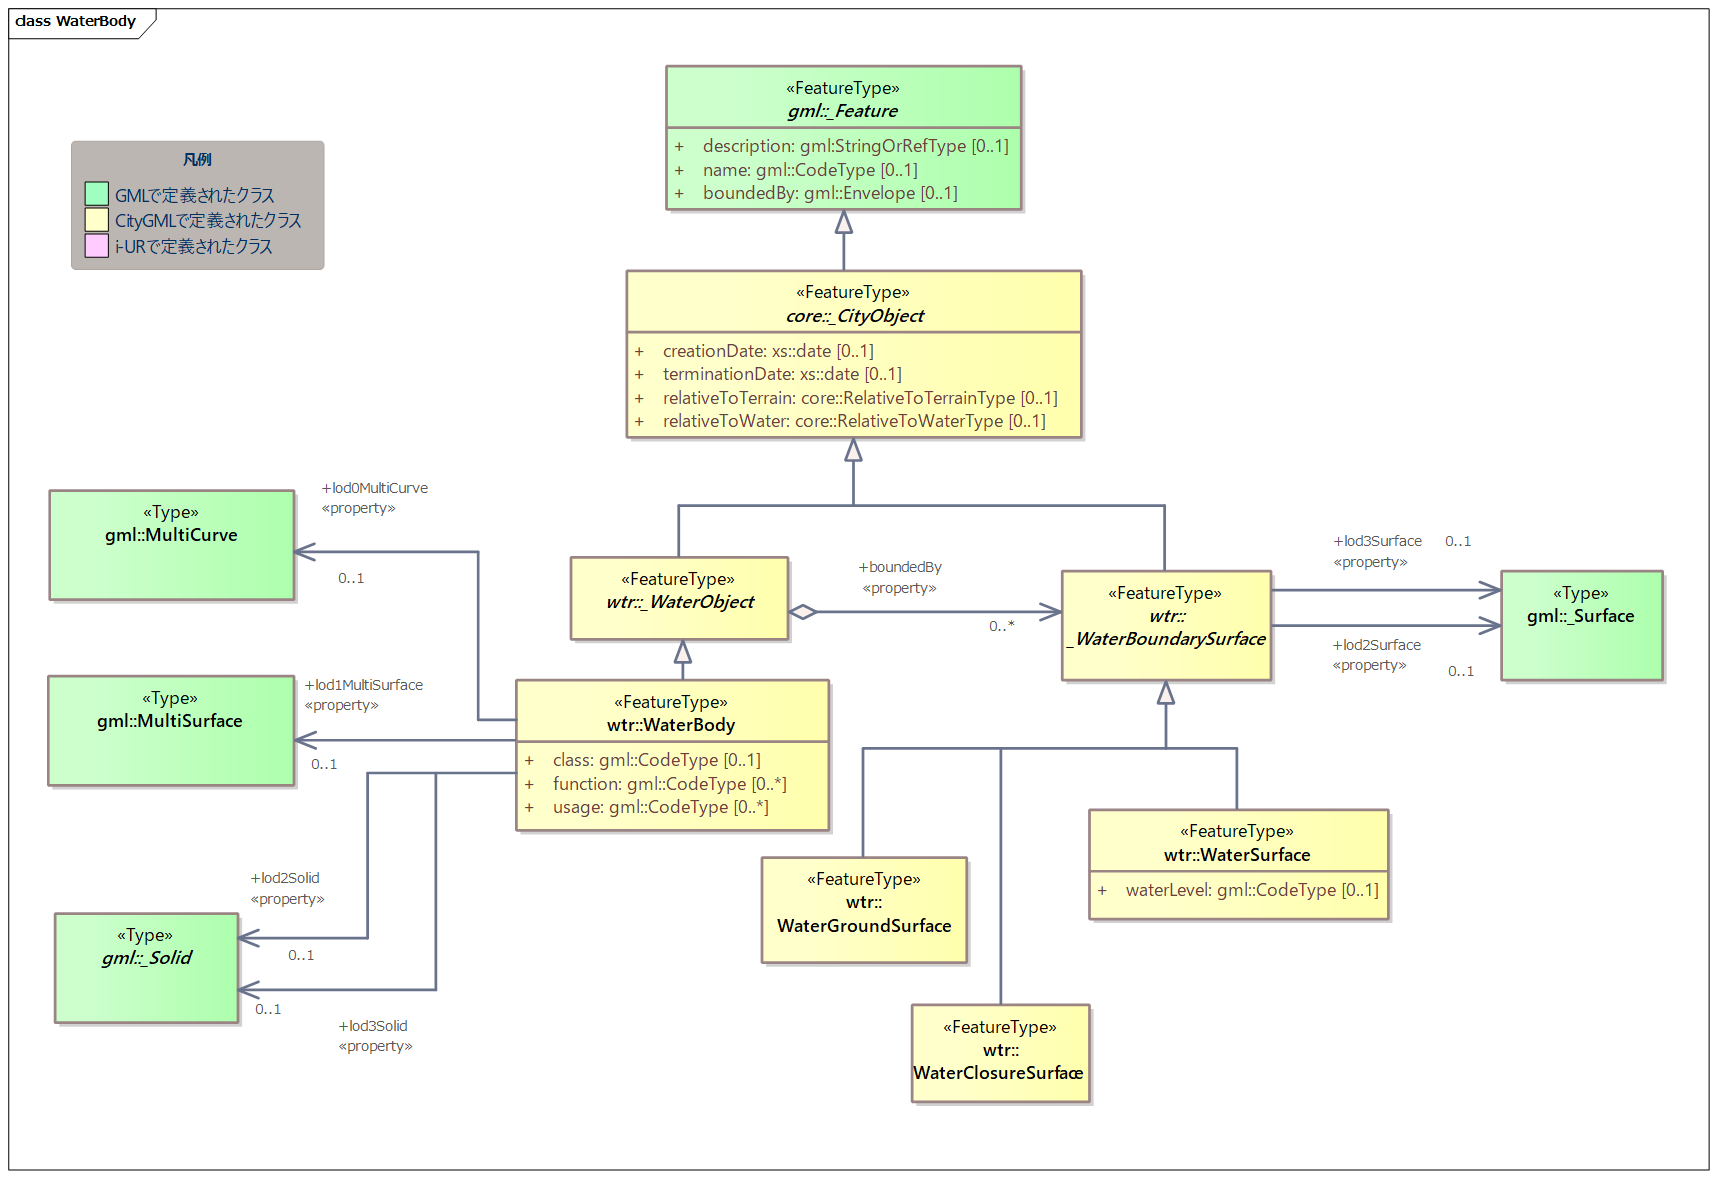 class WaterBody
«FeatureType»
gml::_Feature
+ description: gml:StringOrRefType [0..1]
+ name: gml::CodeType [0..1]
+ boundedBy: gml::Envelope [0..1]
凡例
GMLで定義されたクラス
CityGMLで定義されたクラス
i-URで定義されたクラス
«FeatureType»
core::_CityObject
+ creationDate: xs::date [0..1]
+ terminationDate: xs::date [0..1]
+ relativeToTerrain: core::RelativeToTerrainType [0..1]
+ relativeToWater: core::RelativeToWaterType [0..1]
«Type»
gml::MultiCurve
+lod0MultiCurve
«property»
0..1
«FeatureType»
wtr::_WaterObject
+boundedBy
«property»
0..*
«FeatureType»
wtr::
_WaterBoundarySurface
+lod3Surface 0..1
«property»
+lod2Surface
«property»
0..1
«Type»
gml::_Surface
«Type»
gml::MultiSurface
+lod1MultiSurface
«property»
0..1
«FeatureType»
wtr::WaterBody
+ class: gml::CodeType [0..1]
+ function: gml::CodeType [0..*]
+ usage: gml::CodeType [0..*]
«FeatureType»
wtr::WaterSurface
+ waterLevel: gml::CodeType [0..1]
«FeatureType»
wtr::
WaterGroundSurface
+lod2Solid
«property»
0..1
«Type»
gml::_Solid
0..1
+lod3Solid
«property»
«FeatureType»
wtr::
WaterClosureSurface